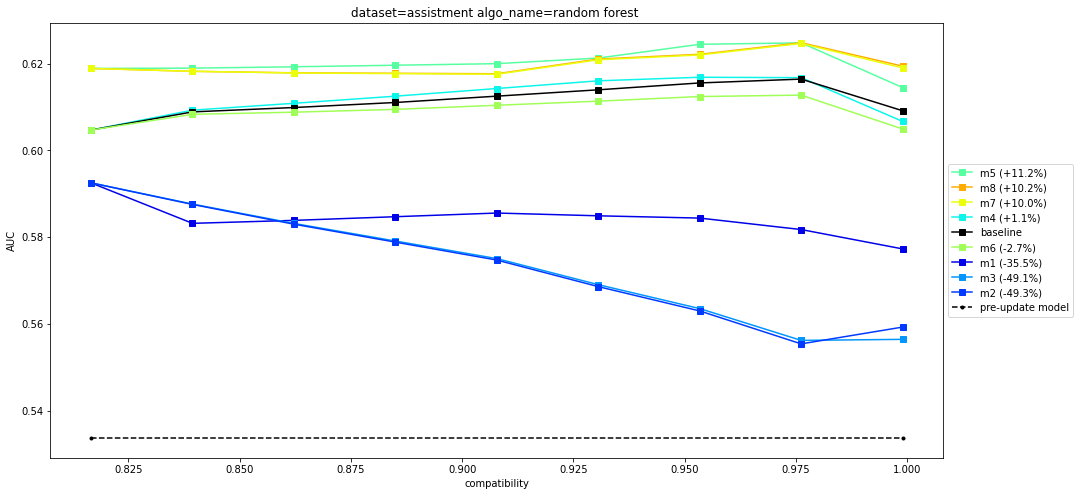 dataset=assistment algo_name=random forest
AUC
0.62
0.60
0.58
0.56
0.54
0.825
0.850
0.875
0.900
0.925
0.950
0.975
1.000
compatibility
m5 (+11.2%)
m8 (+10.2%)
m7 (+10.0%)
m4 (+1.1%)
baseline
m6 (-2.7%)
m1 (-35.5%)
m3 (-49.1%)
m2 (-49.3%)
pre-update model